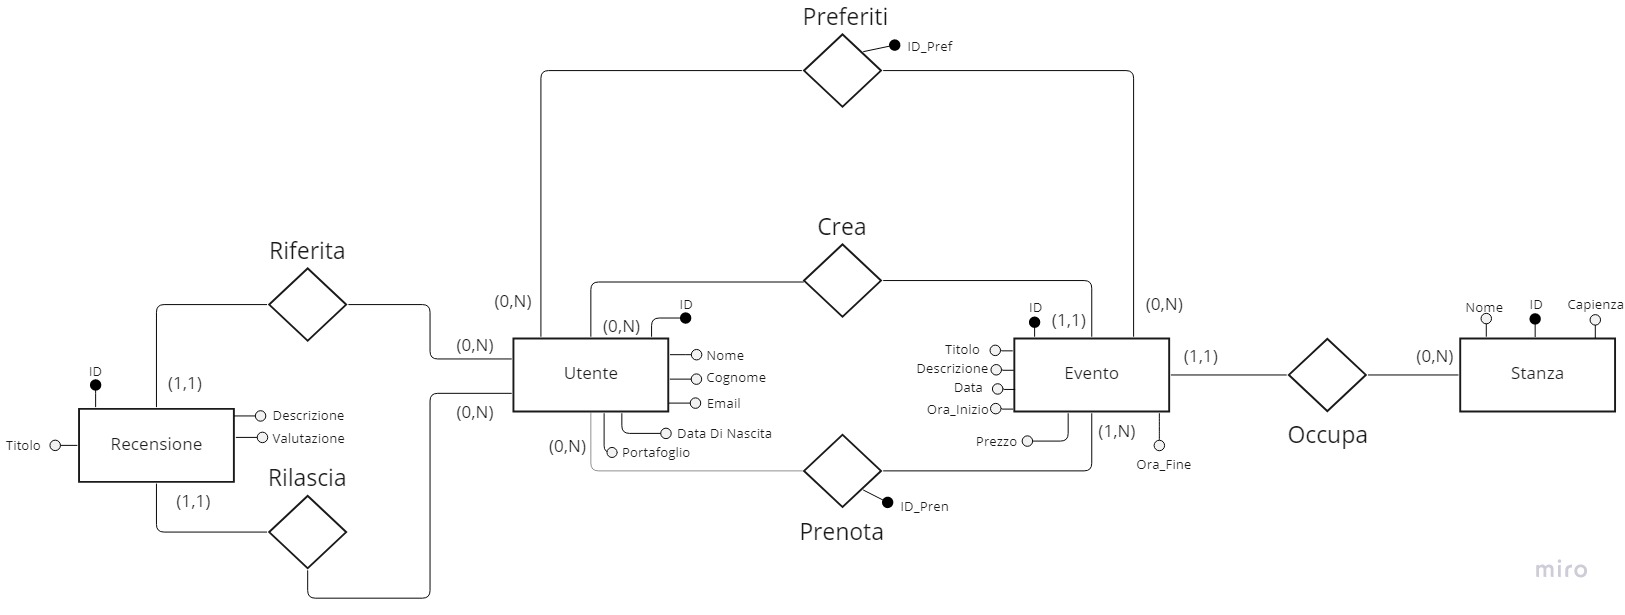 Preferiti
ID_Pref
Crea
Riferita
(0,N)
(0,N)
ID
(0,N)
ID
(1,1)
Nome
ID
Capienza
(0,N)
Utente
Nome
Cognome
Email
Titolo
Descrizione
Data
Ora_Inizio
Evento
(1,1)
(0,N)
Stanza
ID
(1,1)
(0,N)
Titolo
Recensione
Descrizione
Valutazione
(0,N)
Data Di Nascita
Portafoglio
Prezzo
(1,N)
Ora_Fine
Occupa
Rilascia
(1,1)
ID_Pren
Prenota
miro